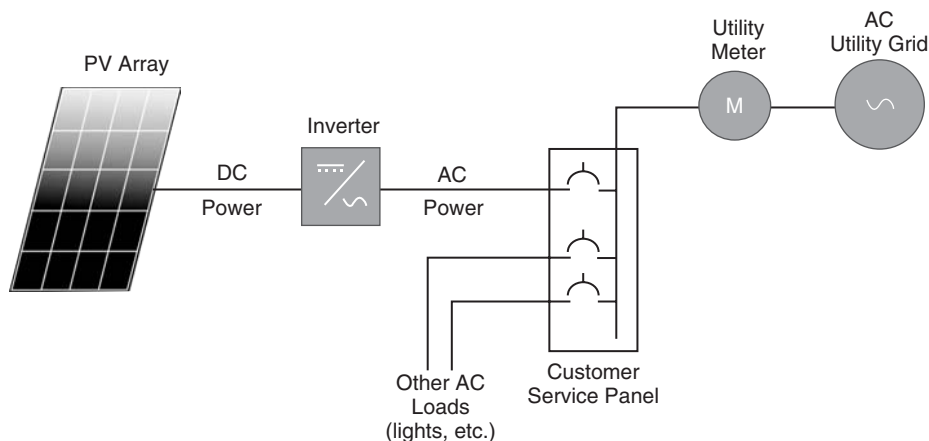 PV Array
Inverter
DC
Power
AC
Power
Utility
Meter
M
AC
Utility Grid
Other AC
Loads
(lights, etc.)
Customer
Service Panel